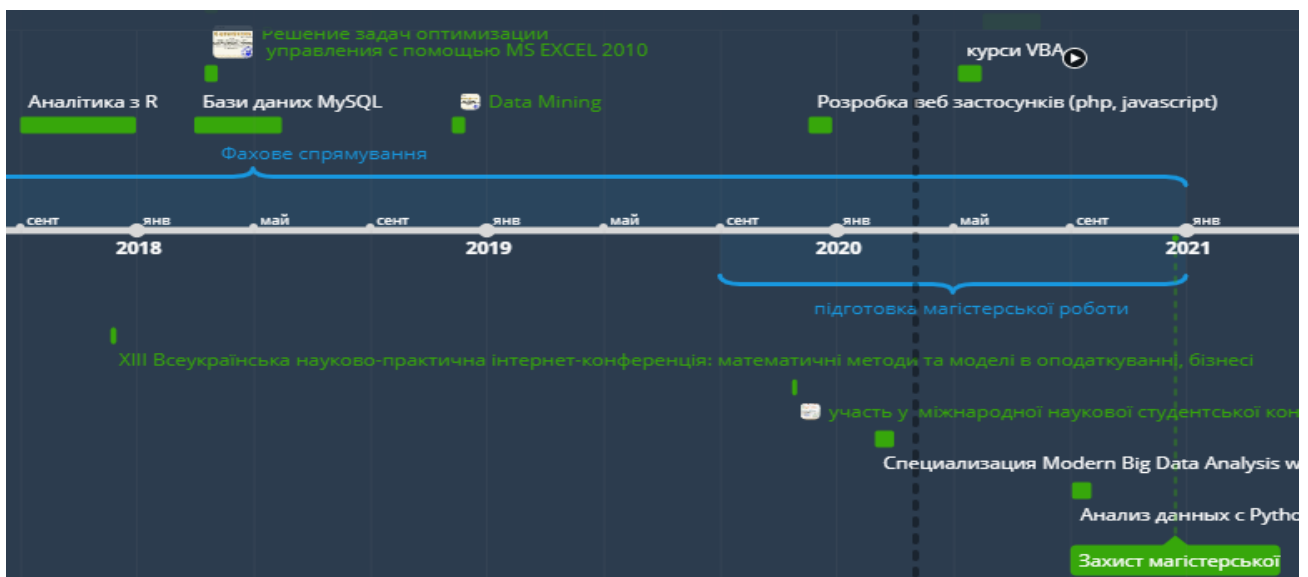 Решение задач оптимизации
управления с помощью MS EXCEL 2010
курси VBA
Аналітика з R
Бази даних MySQL
Data Mining
Розробка веб застосунків (php, javascript)
Фахове спрямування
сент
янв
май
сент
янв
май
сент
янв
май
сент
янв
2018
2019
2020
2021
підготовка магістерської роботи
XIII Всеукраїнська науково-практична інтернет-конференція: математичні методи та моделі в оподаткуванні, бізнесі
участь у міжнародної наукової студентської кон
Специализация Modern Big Data Analysis w
Анализ данных с Pytho
Захист магістерської